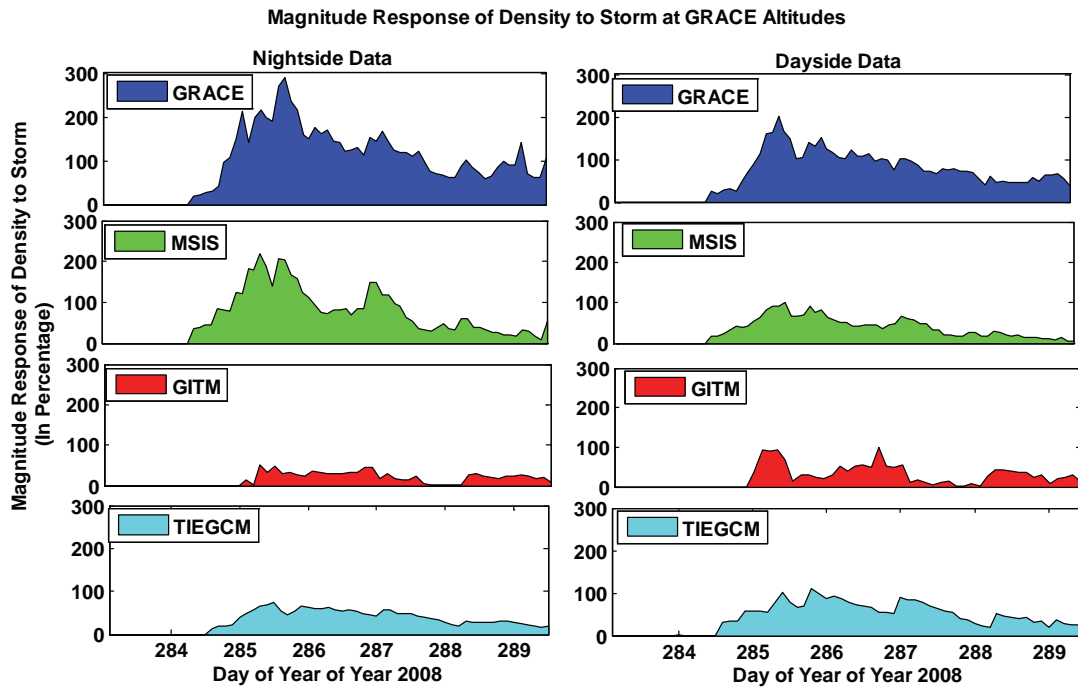 Magnitude Response of Density to Storm at GRACE Altitudes
Nightside Data
Dayside Data
Magnitude Response of Density to Storm
(In Percentage)
300
200
100
0
GRACE
300
200
100
0
GRACE
300
200
100
0
MSIS
300
200
100
0
MSIS
300
200
100
0
GITM
300
200
100
0
GITM
300
200
100
0
TIEGCM
300
200
100
0
TIEGCM
284 285 286 287 288 289
284 285 286 287 288 289
Day of Year of Year 2008
Day of Year of Year 2008